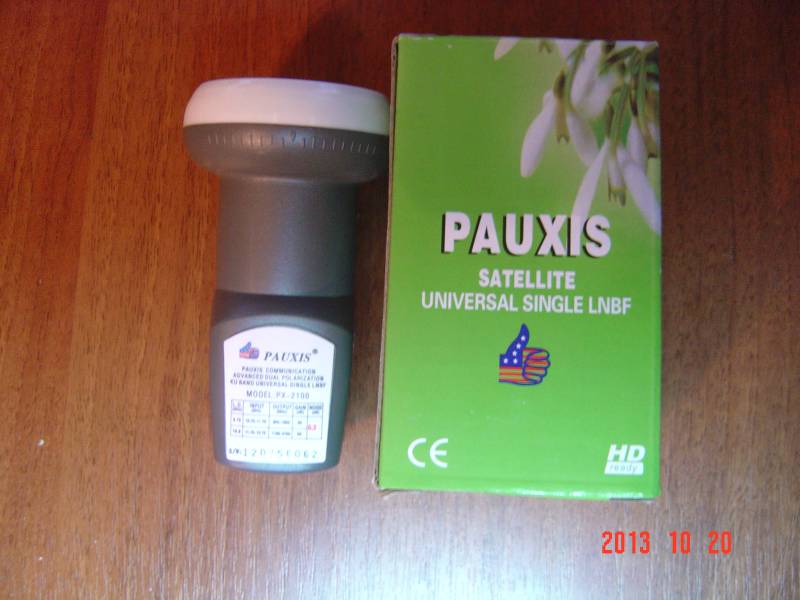 PAUXIS®
PAUXIS COMMUNICATION
ADVANCED DUAL POLARIZATION
KU BAND UNIVERSAL SINGLE LNBF
MODEL:PX-2100
INPUT OUTPUT GAIN NOISE
S/N:
PAUXIS
SATELLITE
UNIVERSAL SINGLE LNBF
CE
HD
ready
2013 10 20